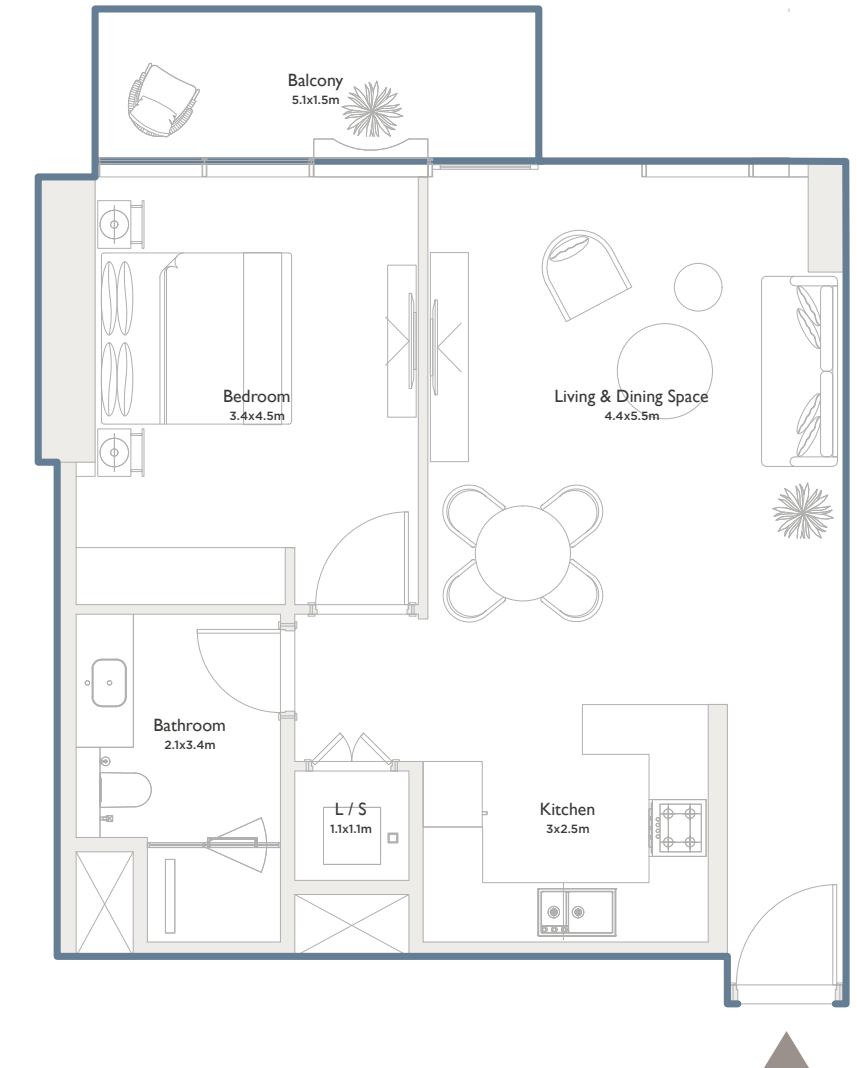 Balcony
5.1x1.5m
Bedroom
3.4x4.5m
Living & Dining Space
4.4x5.5m
Bathroom
2.1x3.4m
L / S
1.1x1.1m
Kitchen
3x2.5m